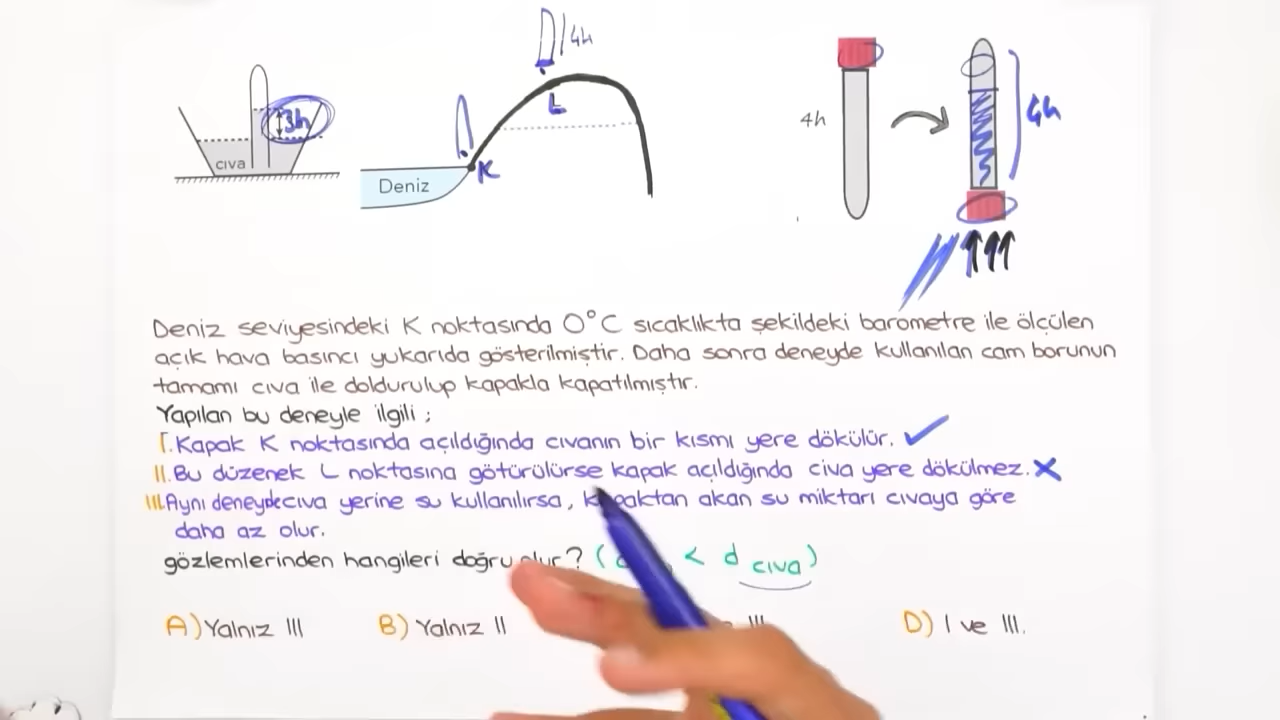 4h
3h
cıva
L
K
Deniz
4h
4h
Deniz seviyesindeki K noktasında 0°C sıcaklıkta şekildeki barometre ile ölçülen
açık hava basıncı yukarıda gösterilmiştir. Daha sonra deneyde kullanılan cam borunun
tamamı cıva ile doldurulup kapakla kapatılmıştır.
Yapılan bu deneyle ilgili ;
I. Kapak K noktasında açıldığında cıvanın bir kısmı yere dökülür.
II. Bu düzenek L noktasına götürülürse kapak açıldığında civa yere dökülmez.
III. Aynı deneyde cıva yerine su kullanılırsa, kapaktan akan su miktarı cıvaya göre
daha az olur.
gözlemlerinden hangileri doğru olur? ( < d cıva )
A) Yalnız III
B) Yalnız II
III
D) I ve III.